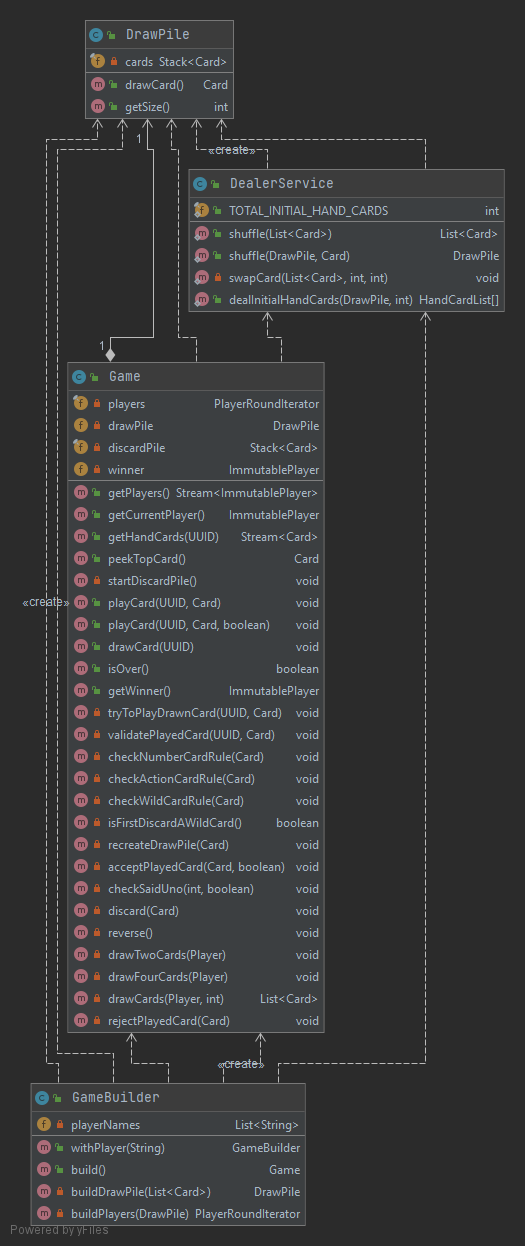 DrawPile
cards Stack<Card>
drawCard() Card
getSize() int
1
«create»
DealerService
TOTAL_INITIAL_HAND_CARDS int
shuffle(List<Card>) List<Card>
shuffle(DrawPile, Card) DrawPile
swapCard(List<Card>, int, int) void
dealInitialHandCards(DrawPile, int) HandCardList[]
1
Game
players PlayerRoundIterator
drawPile DrawPile
discardPile Stack<Card>
winner ImmutablePlayer
getPlayers() Stream<ImmutablePlayer>
getCurrentPlayer() ImmutablePlayer
getHandCards(UUID) Stream<Card>
peekTopCard() Card
startDiscardPile() void
«create»
playCard(UUID, Card) void
playCard(UUID, Card, boolean) void
drawCard(UUID) void
isOver() boolean
getWinner() ImmutablePlayer
tryToPlayDrawnCard(UUID, Card) void
validatePlayedCard(UUID, Card) void
checkNumberCardRule(Card) void
checkActionCardRule(Card) void
checkWildCardRule(Card) void
isFirstDiscardAWildCard() boolean
recreateDrawPile(Card) void
acceptPlayedCard(Card, boolean) void
checkSaidUno(int, boolean) void
discard(Card) void
reverse() void
drawTwoCards(Player) void
drawFourCards(Player) void
drawCards(Player, int) List<Card>
rejectPlayedCard(Card) void
«create»
GameBuilder
playerNames List<String>
withPlayer(String) GameBuilder
build() Game
buildDrawPile(List<Card>) DrawPile
buildPlayers(DrawPile) PlayerRoundIterator
Powered by yFiles